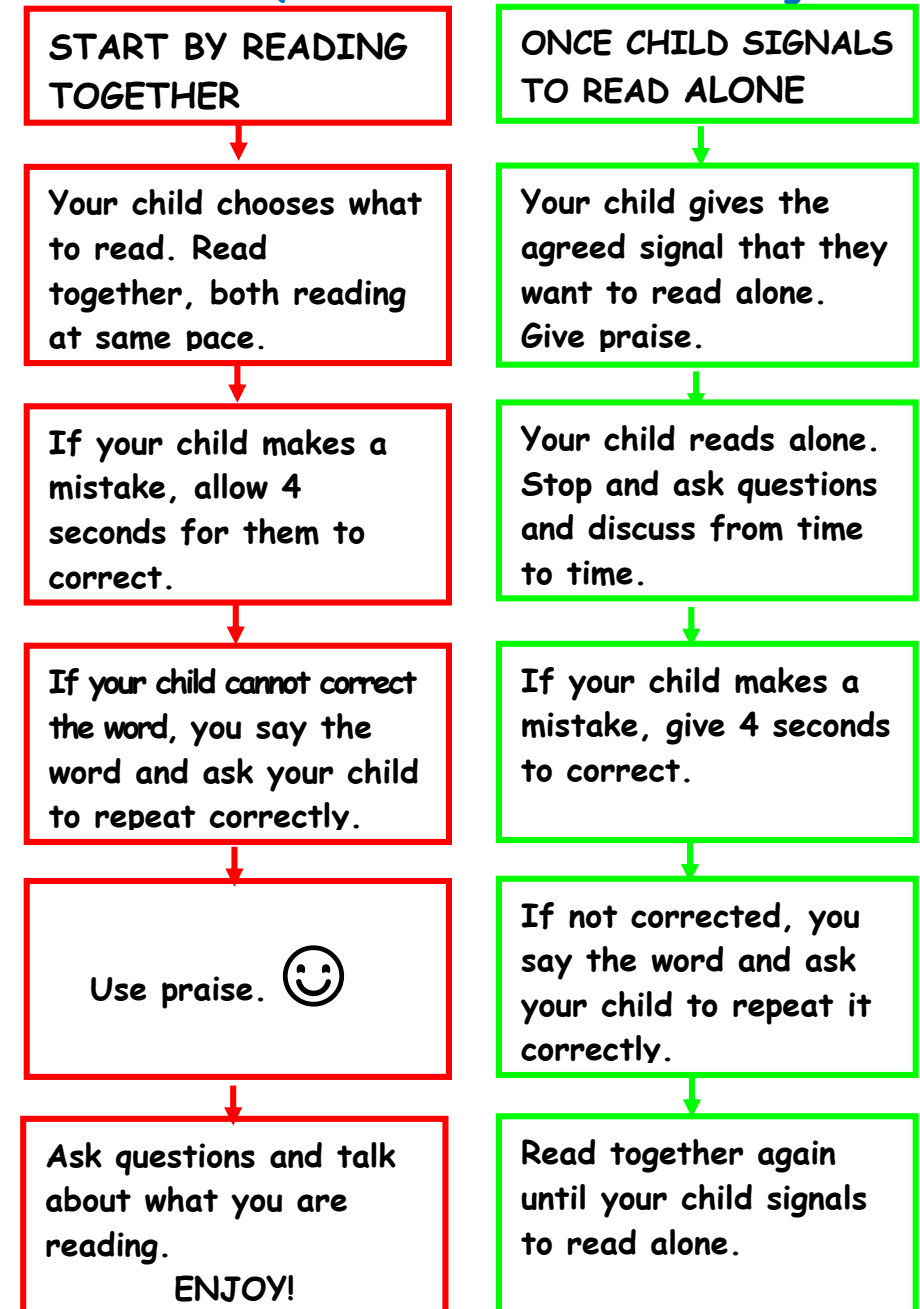 START BY READING
TOGETHER
Your child chooses what
to read. Read
together, both reading
at same pace.
If your child makes a
mistake, allow 4
seconds for them to
correct.
If your child cannot correct
the word, you say the
word and ask your child
to repeat correctly.
Use praise.
Ask questions and talk
about what you are
reading.
ENJOY!
ONCE CHILD SIGNALS
TO READ ALONE
Your child gives the
agreed signal that they
want to read alone.
Give praise.
Your child reads alone.
Stop and ask questions
and discuss from time
to time.
If your child makes a
mistake, give 4 seconds
to correct.
If not corrected, you
say the word and ask
your child to repeat it
correctly.
Read together again
until your child signals
to read alone.